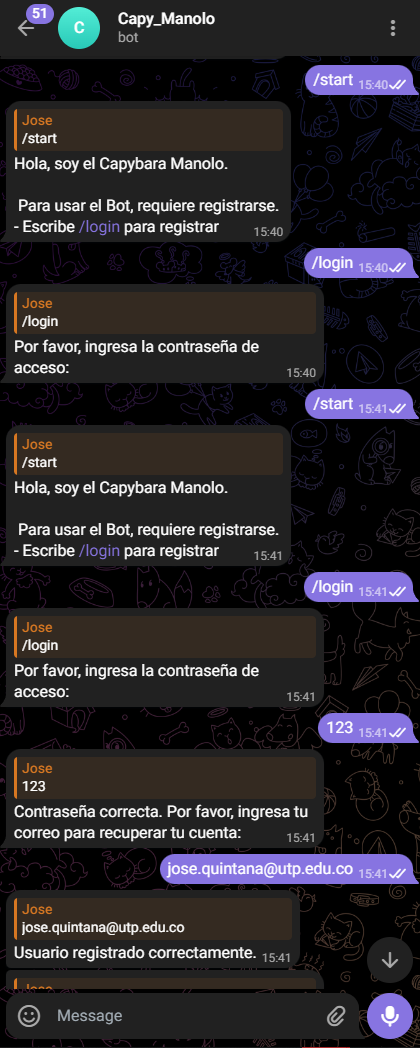 51
C
Capy_Manolo
bot
/start 15:40
Jose
/start
Hola, soy el Capybara Manolo.
Para usar el Bot, requiere registrarse.
- Escribe /login para registrar 15:40
/login 15:40
Jose
/login
Por favor, ingresa la contraseña de
acceso: 15:40
/start 15:41
Jose
/start
Hola, soy el Capybara Manolo.
Para usar el Bot, requiere registrarse.
- Escribe /login para registrar 15:41
/login 15:41
Jose
/login
Por favor, ingresa la contraseña de
acceso: 15:41
123 15:41
Jose
123
Contraseña correcta. Por favor, ingresa tu
correo para recuperar tu cuenta: 15:41
jose.quintana@utp.edu.co 15:41
Jose
jose.quintana@utp.edu.co
Usuario registrado correctamente. 15:41
Jose
Message